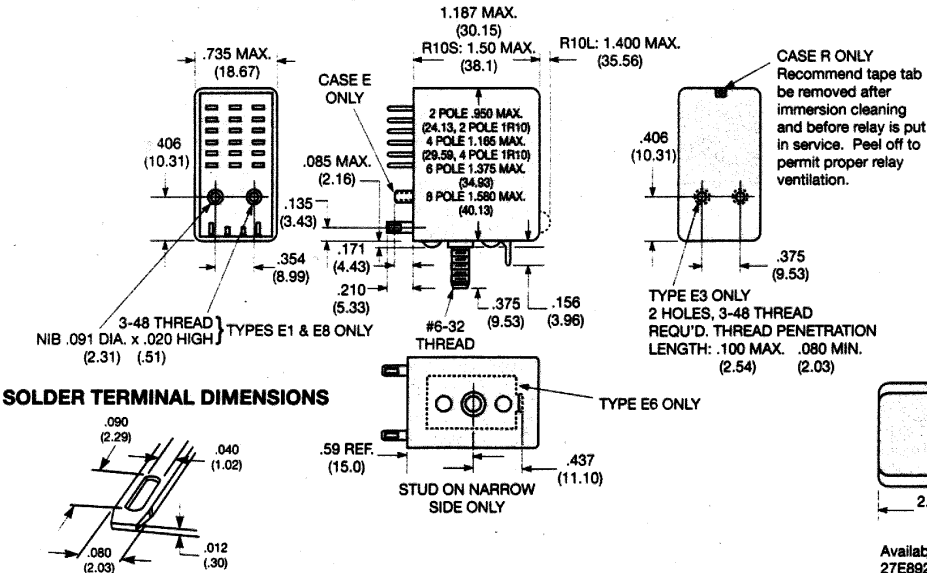 1.187 MAX.
(30.15)
R10S: 1.50 MAX.
(38.1)
R10L: 1.400 MAX.
(35.56)
.735 MAX.
(18.67)
CASE E
ONLY
2 POLE .950 MAX.
(24.13, 2 POLE 1R10)
4 POLE 1.165 MAX.
(29.59, 4 POLE 1R10)
6 POLE 1.375 MAX.
(34.93)
8 POLE 1.580 MAX.
(40.13)
CASE R ONLY
Recommend tape tab
be removed after
immersion cleaning
and before relay is put
in service. Peel off to
permit proper relay
ventilation.
406
(10.31)
.085 MAX.
(2.16)
.135
(3.43)
.406
(10.31)
.354
(8.99)
.171
(4.43)
.210
(5.33)
.375
(9.53)
.156
(3.96)
.375
(9.53)
#6-32
THREAD
3-48 THREAD
NIB .091 DIA. x .020 HIGH
(2.31) (.51)
TYPES E1 & E8 ONLY
TYPE E3 ONLY
2 HOLES, 3-48 THREAD
REQU'D. THREAD PENETRATION
LENGTH: .100 MAX. .080 MIN.
(2.54) (2.03)
SOLDER TERMINAL DIMENSIONS
.090
(2.29)
.040
(1.02)
.080
(2.03)
.012
(.30)
TYPE E6 ONLY
.59 REF.
(15.0)
.437
(11.10)
STUD ON NARROW
SIDE ONLY
2.
Availab
27E892